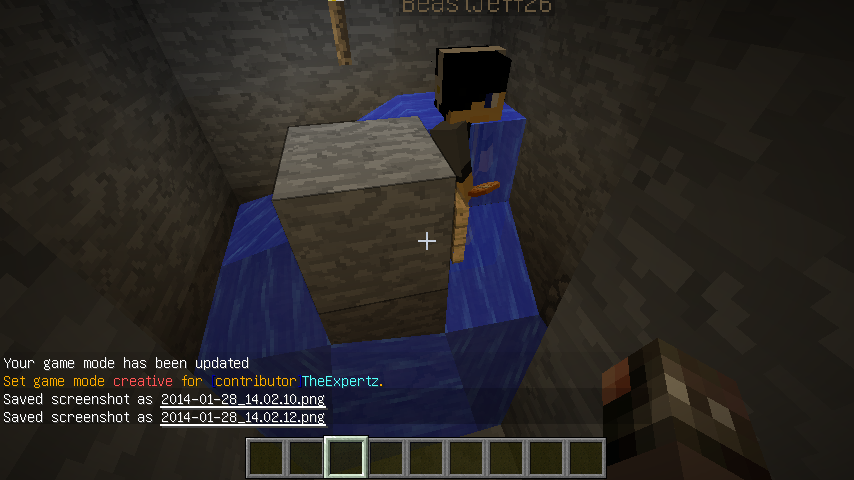 BeastJeff26
Your game mode has been updated
Set game mode creative for [contributor]TheExpertz.
Saved screenshot as 2014-01-28_14.02.10.png
Saved screenshot as 2014-01-28_14.02.12.png